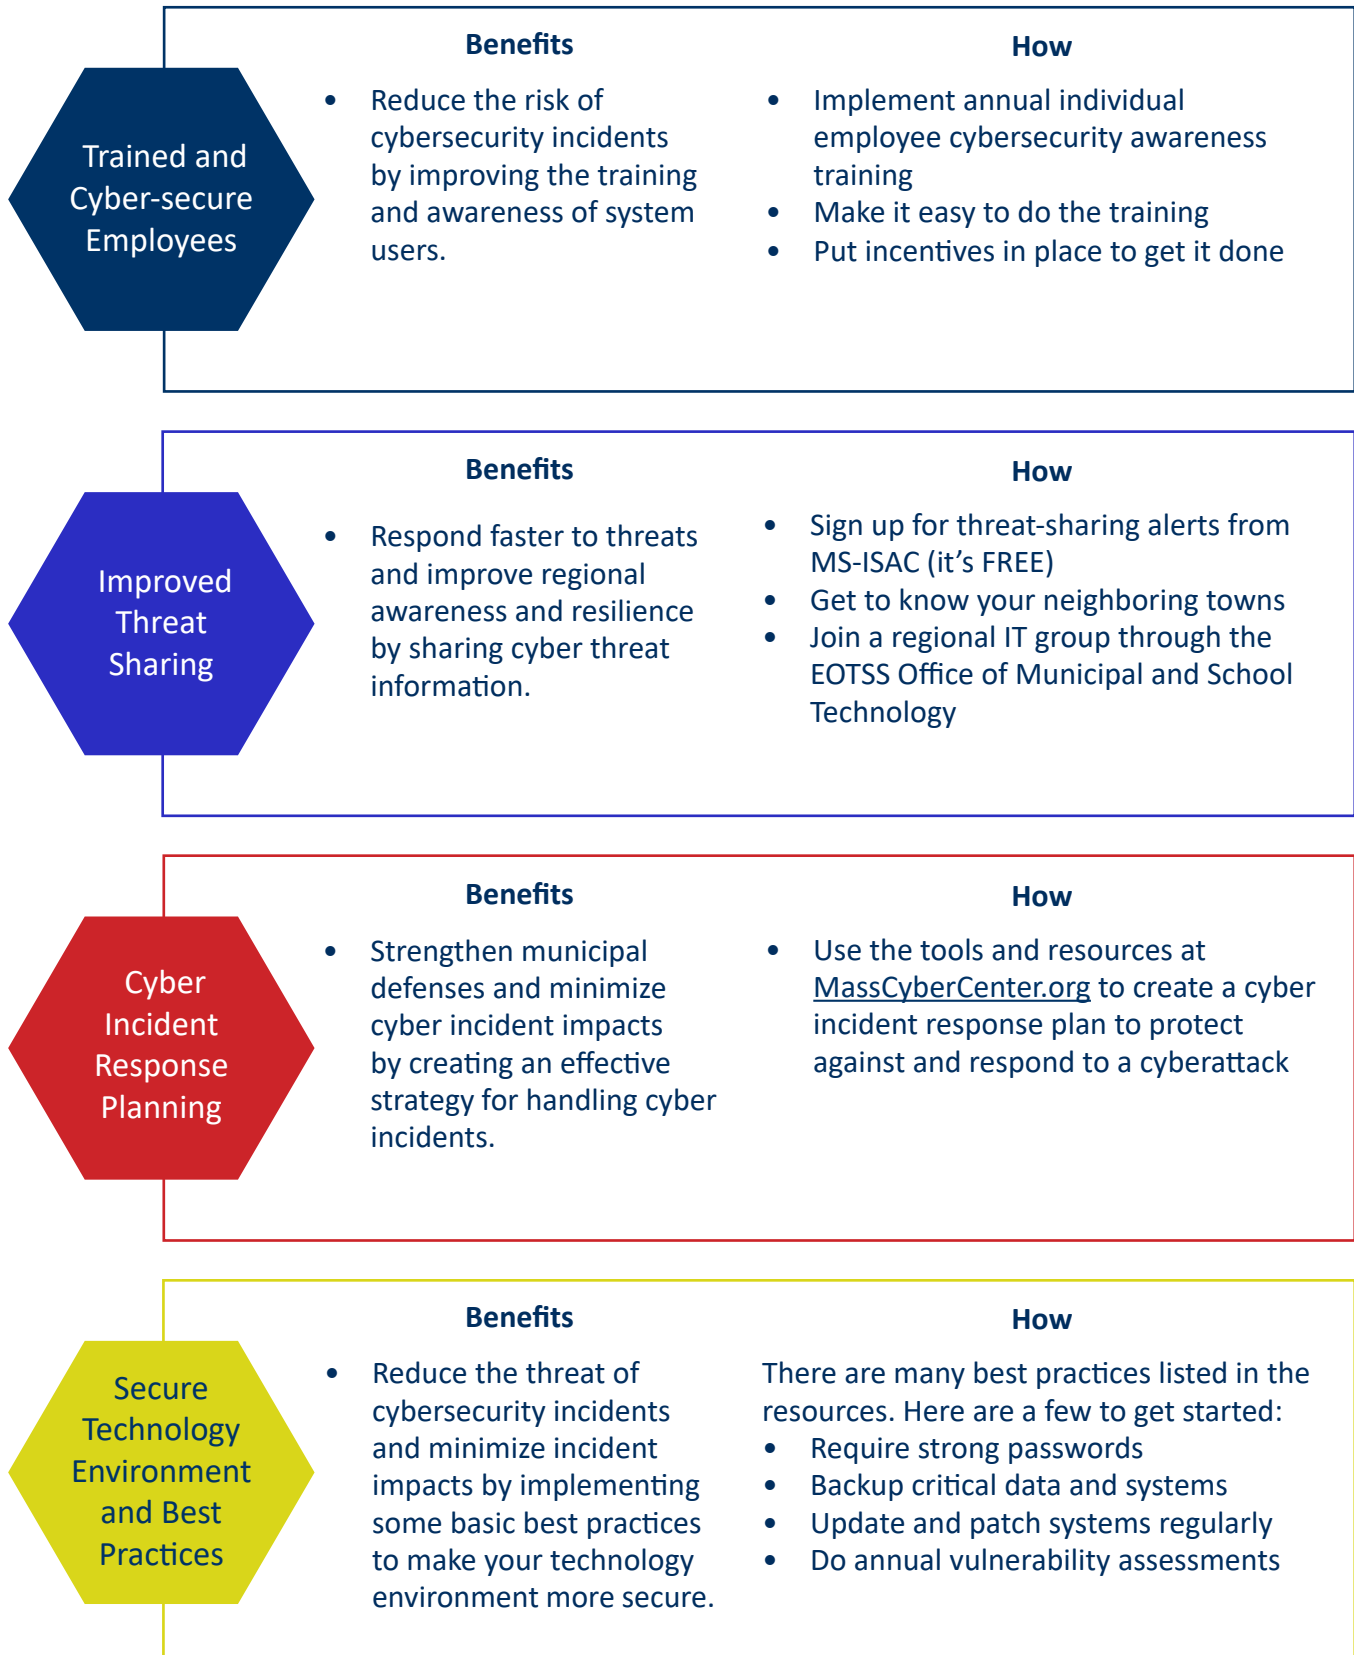 Trained and
Cyber-secure
Employees
Benefits
• Reduce the risk of
cybersecurity incidents
by improving the training
and awareness of system
users.
How
• Implement annual individual
employee cybersecurity awareness
training
• Make it easy to do the training
• Put incentives in place to get it done
Improved
Threat
Sharing
Benefits
• Respond faster to threats
and improve regional
awareness and resilience
by sharing cyber threat
information.
How
• Sign up for threat-sharing alerts from
MS-ISAC (it’s FREE)
• Get to know your neighboring towns
• Join a regional IT group through the
EOTSS Office of Municipal and School
Technology
Cyber
Incident
Response
Planning
Benefits
• Strengthen municipal
defenses and minimize
cyber incident impacts
by creating an effective
strategy for handling cyber
incidents.
How
• Use the tools and resources at
MassCyberCenter.org to create a cyber
incident response plan to protect
against and respond to a cyberattack
Secure
Technology
Environment
and Best
Practices
Benefits
• Reduce the threat of
cybersecurity incidents
and minimize incident
impacts by implementing
some basic best practices
to make your technology
environment more secure.
How
There are many best practices listed in the
resources. Here are a few to get started:
• Require strong passwords
• Backup critical data and systems
• Update and patch systems regularly
• Do annual vulnerability assessments